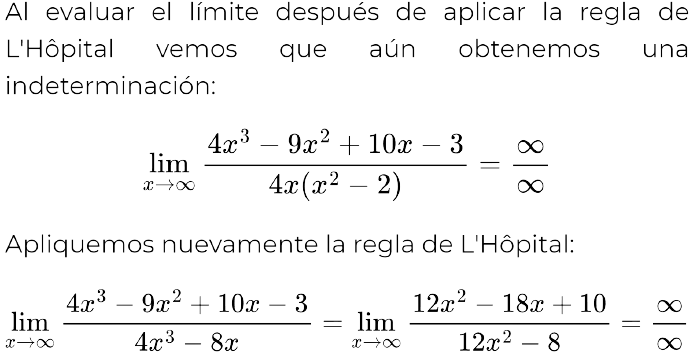 Al evaluar el límite después de aplicar la regla de
L'Hôpital vemos que aún obtenemos una
indeterminación:
lim x→∞ (4x³ − 9x² + 10x − 3)/(4x(x² − 2)) = ∞/∞
Apliquemos nuevamente la regla de L'Hôpital:
lim x→∞ (4x³ − 9x² + 10x − 3)/(4x³ − 8x) = lim x→∞ (12x² − 18x + 10)/(12x² − 8) = ∞/∞